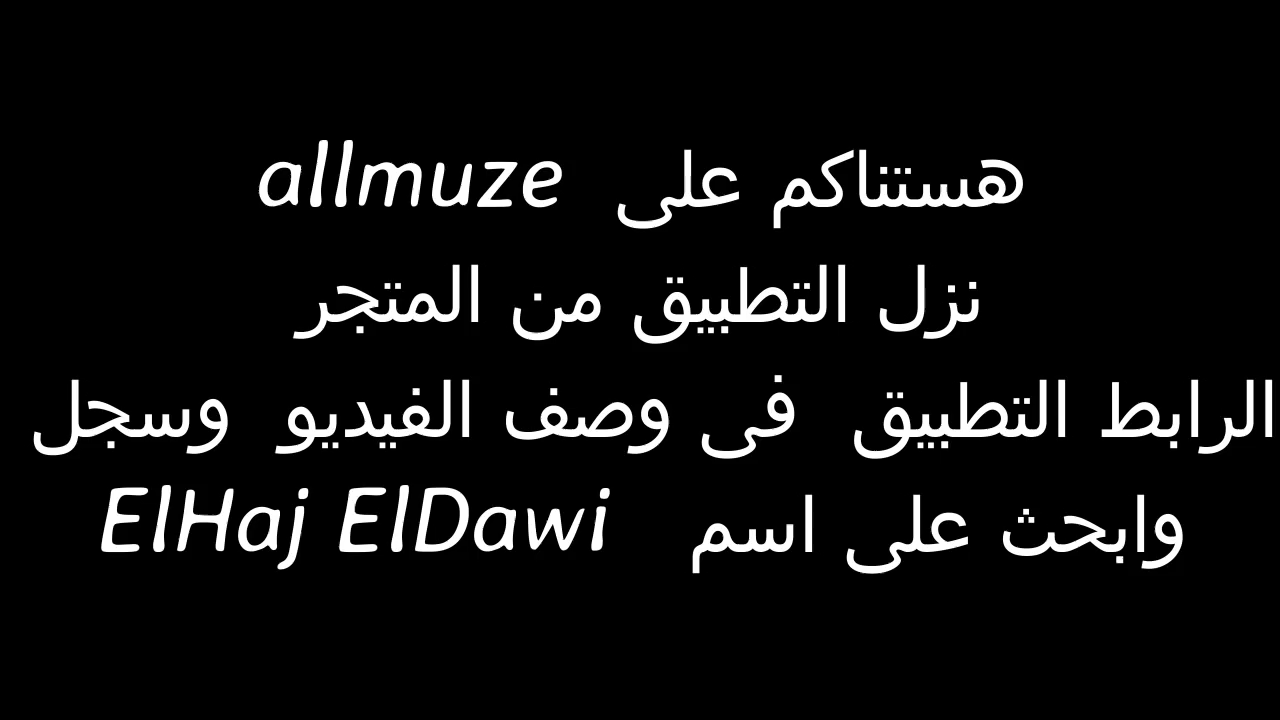 هستناكم على allmuze
نزل التطبيق من المتجر
الرابط التطبيق فى وصف الفيديو وسجل
وابحث على اسم ElHaj ElDawi